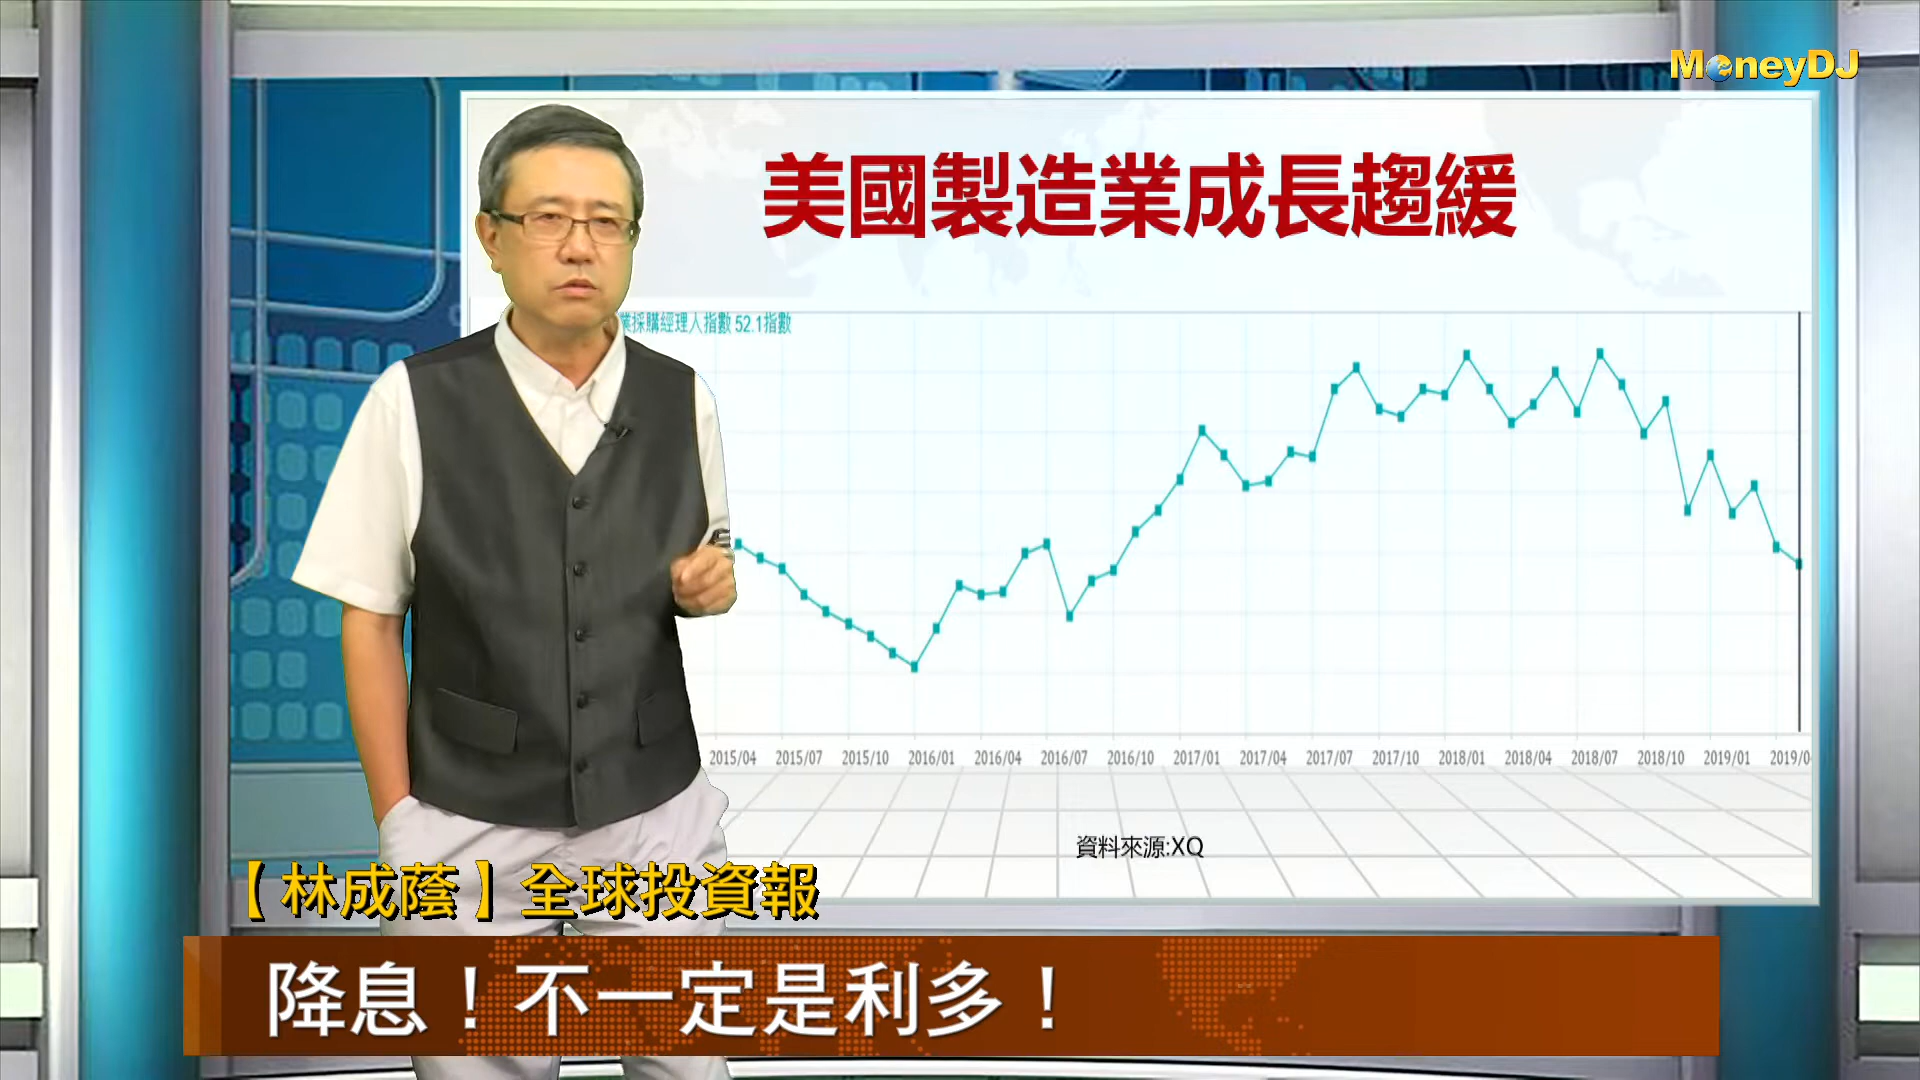 MoneyDJ
美國製造業成長趨緩
業採購經理人指數 52.1指數
2015/04 2015/07 2015/10 2016/01 2016/04 2016/07 2016/10 2017/01 2017/04 2017/07 2017/10 2018/01 2018/04 2018/07 2018/10 2019/01 2019/0
資料來源:XQ
【林成蔭】全球投資報
降息！不一定是利多！